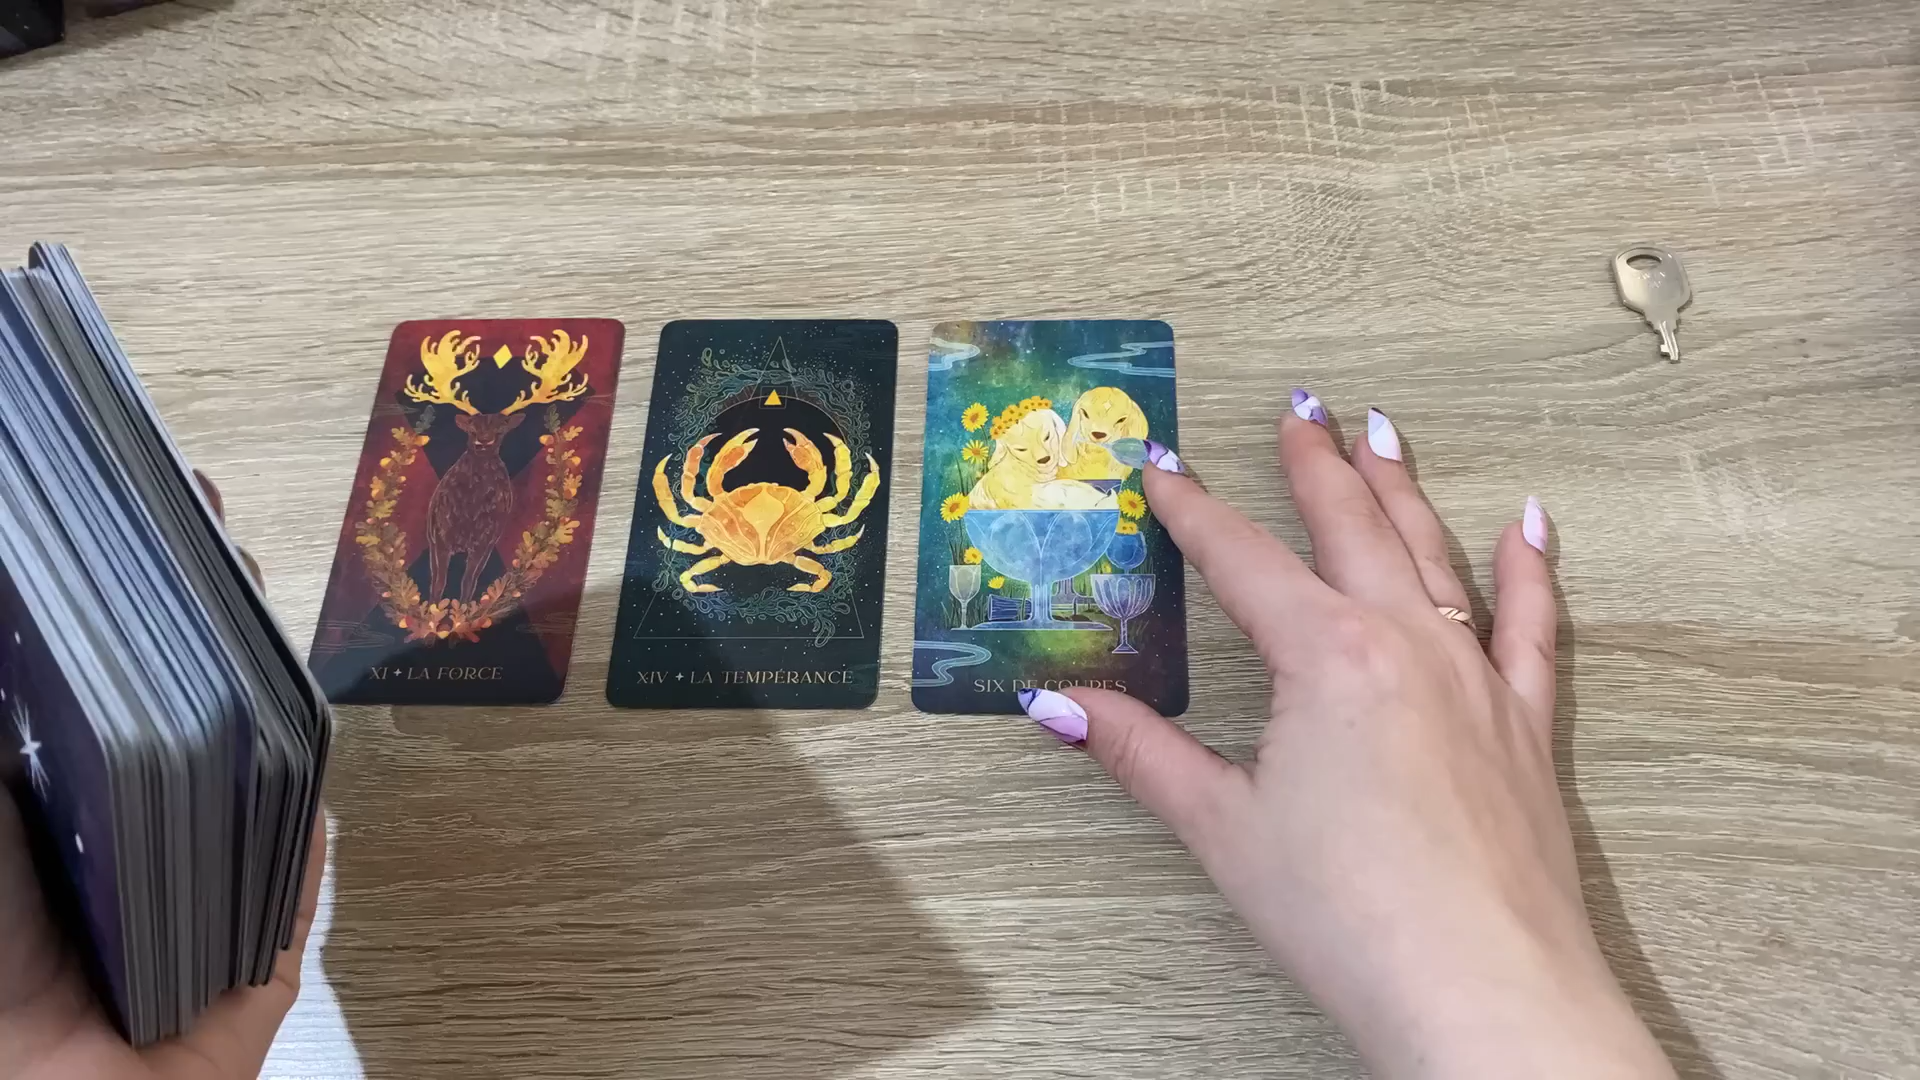 XI ✦ LA FORCE
XIV ✦ LA TEMPÉRANCE
SIX DE COUPES